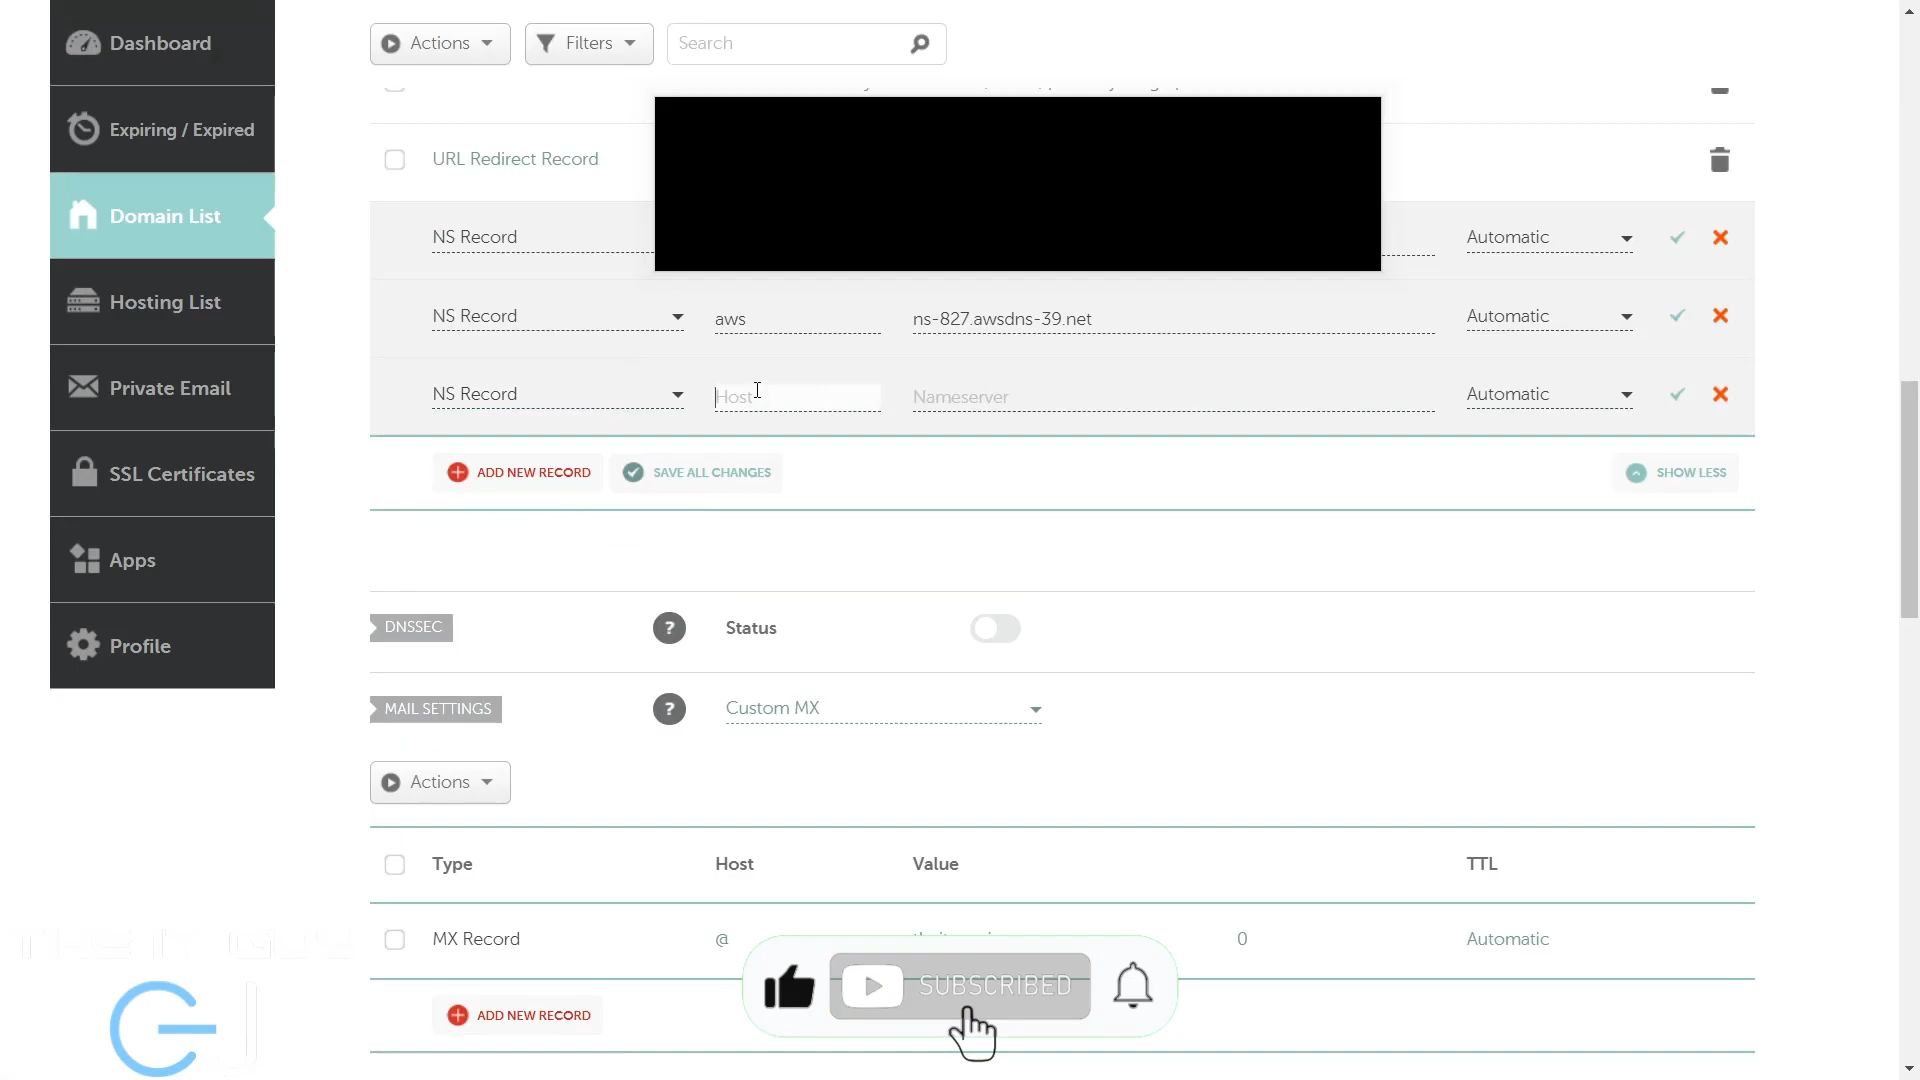 Dashboard
Actions
Filters
Search
Expiring / Expired
URL Redirect Record
Domain List
NS Record
Automatic
Hosting List
NS Record
aws
ns-827.awsdns-39.net
Automatic
Private Email
NS Record
Host
Nameserver
Automatic
SSL Certificates
ADD NEW RECORD
SAVE ALL CHANGES
SHOW LESS
Apps
DNSSEC
?
Status
Profile
MAIL SETTINGS
?
Custom MX
Actions
Type
Host
Value
TTL
MX Record
@
0
Automatic
SUBSCRIBED
ADD NEW RECORD